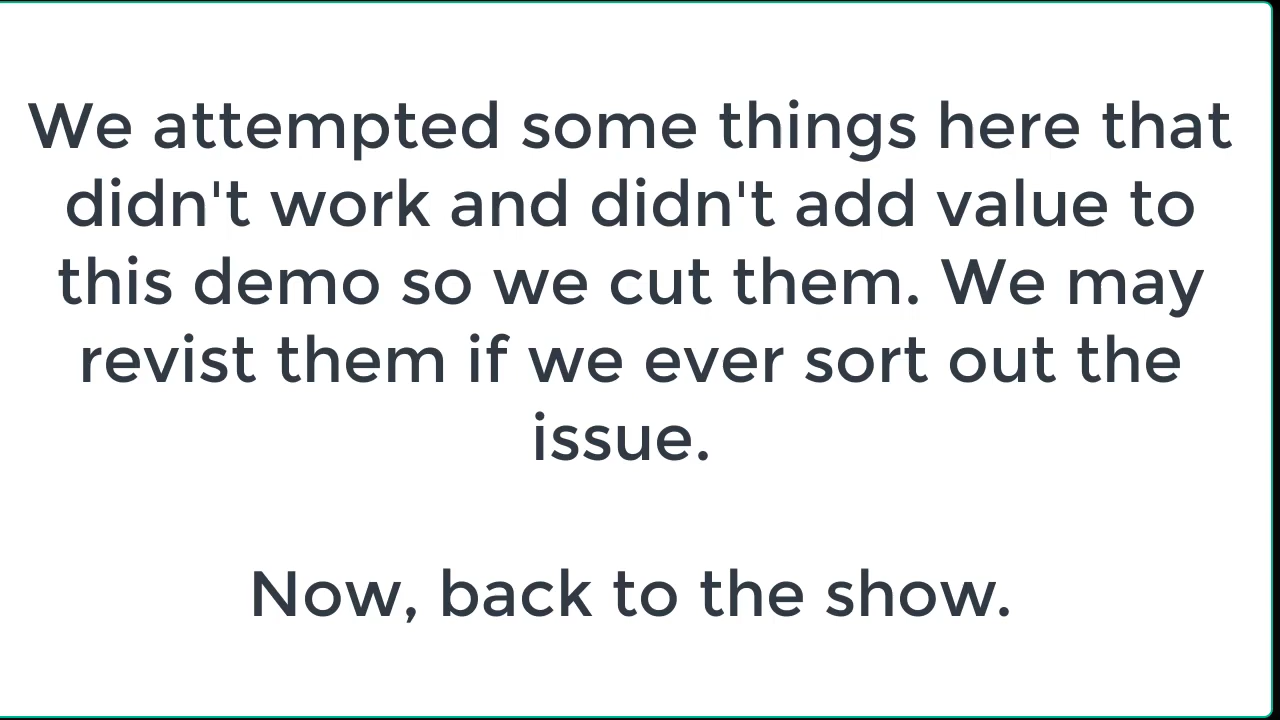 We attempted some things here that
didn't work and didn't add value to
this demo so we cut them. We may
revist them if we ever sort out the
issue.
Now, back to the show.